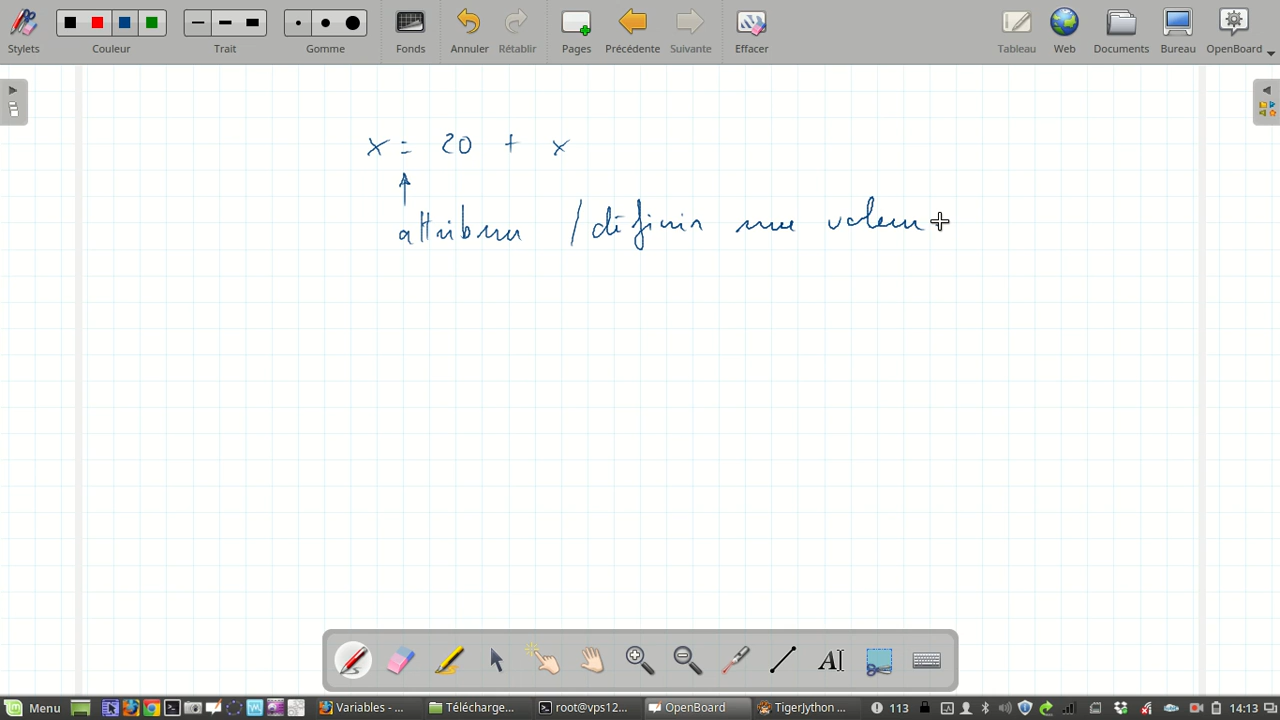 Stylets Couleur Trait Gomme Fonds Annuler Rétablir Pages Précédente Suivante Effacer Tableau Web Documents Bureau OpenBoard
x = 20 + x
attribuer / définir une valeur
Menu Variables - ... Télécharge... root@vps12... OpenBoard TigerJython ... 113 14:13